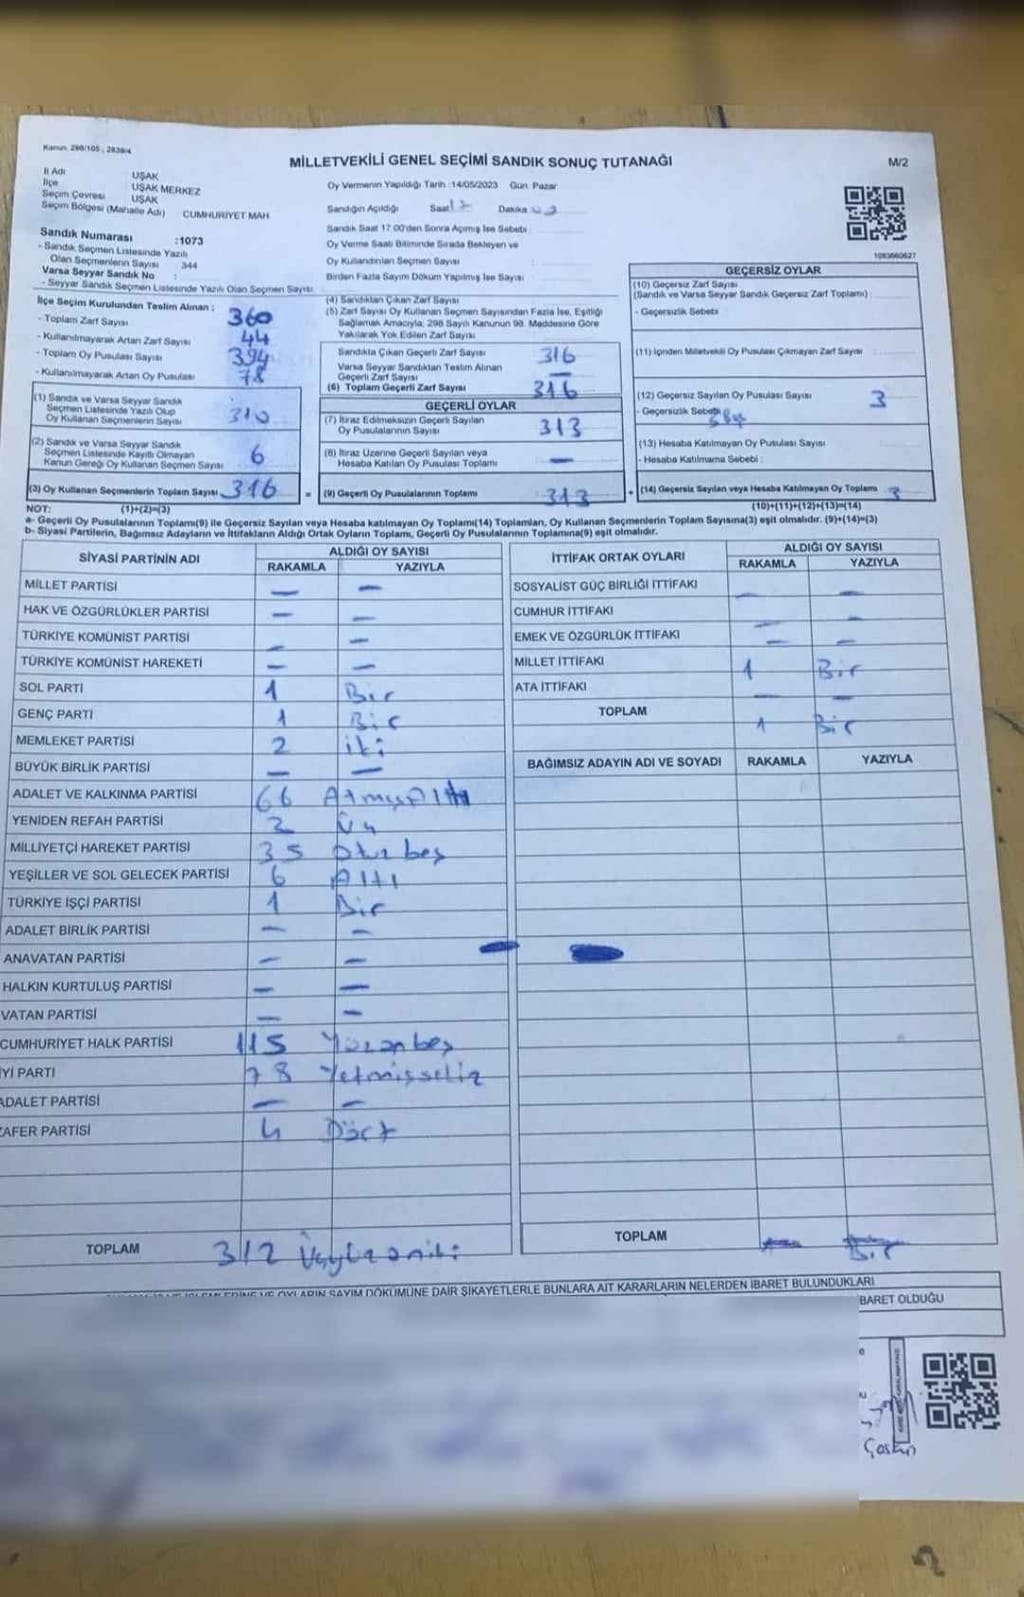 Kanun: 298/105 ; 2839/4
MİLLETVEKİLİ GENEL SEÇİMİ SANDIK SONUÇ TUTANAĞI
M/2
İl Adı UŞAK
İlçe UŞAK MERKEZ
Seçim Çevresi UŞAK
Seçim Bölgesi (Mahalle Adı) CUMHURİYET MAH
Sandık Numarası :1073
- Sandık Seçmen Listesinde Yazılı
Olan Seçmenlerin Sayısı : 344
Varsa Seyyar Sandık No :
- Seyyar Sandık Seçmen Listesinde Yazılı Olan Seçmen Sayısı
Oy Vermenin Yapıldığı Tarih :14/05/2023 Gün: Pazar
Sandığın Açıldığı Saat 17 Dakika
Sandık Saat 17.00'den Sonra Açımış İse Sebebi
Oy Verme Saati Bitiminde Sırada Bekleyen ve
Oy Kullandırılan Seçmen Sayısı :
Birden Fazla Sayım Döküm Yapılmış İse Sayısı
1083660627
İlçe Seçim Kurulundan Teslim Alınan :
- Toplam Zarf Sayısı 360
- Kullanılmayarak Artan Zarf Sayısı 44
- Toplam Oy Pusulası Sayısı 394
- Kullanılmayarak Artan Oy Pusulası 78
(1) Sandık ve Varsa Seyyar Sandık
Seçmen Listesinde Yazılı Olup
Oy Kullanan Seçmenlerin Sayısı 310
(2) Sandık ve Varsa Seyyar Sandık
Seçmen Listesinde Kayıtlı Olmayan
Kanun Gereği Oy Kullanan Seçmen Sayısı 6
(3) Oy Kullanan Seçmenlerin Toplam Sayısı 316
(4) Sandıktan Çıkan Zarf Sayısı
(5) Zarf Sayısı Oy Kullanan Seçmen Sayısından Fazla İse, Eşitliği
Sağlamak Amacıyla, 298 Sayılı Kanunun 98. Maddesine Göre
Yakılarak Yok Edilen Zarf Sayısı
Sandıkta Çıkan Geçerli Zarf Sayısı 316
Varsa Seyyar Sandıktan Teslim Alınan
Geçerli Zarf Sayısı —
(6) Toplam Geçerli Zarf Sayısı 316
GEÇERLİ OYLAR
(7) İtiraz Edilmeksizin Geçerli Sayılan
Oy Pusulalarının Sayısı 313
(8) İtiraz Üzerine Geçerli Sayılan veya
Hesaba Katılan Oy Pusulası Toplamı —
= (9) Geçerli Oy Pusulalarının Toplamı 313
GEÇERSİZ OYLAR
(10) Geçersiz Zarf Sayısı
(Sandık ve Varsa Seyyar Sandık Geçersiz Zarf Toplamı) :
- Geçersizlik Sebebi
(11) İçinden Milletvekili Oy Pusulası Çıkmayan Zarf Sayısı
(12) Geçersiz Sayılan Oy Pusulası Sayısı 3
- Geçersizlik Sebebi
(13) Hesaba Katılmayan Oy Pusulası Sayısı
- Hesaba Katılmama Sebebi :
+ (14) Geçersiz Sayılan veya Hesaba Katılmayan Oy Toplamı 3
NOT: (1)+(2)=(3) (10)+(11)+(12)+(13)=(14)
a- Geçerli Oy Pusulalarının Toplamı(9) ile Geçersiz Sayılan veya Hesaba katılmayan Oy Toplamı(14) Toplamları, Oy Kullanan Seçmenlerin Toplam Sayısına(3) eşit olmalıdır. (9)+(14)=(3)
b- Siyasi Partilerin, Bağımsız Adayların ve İttifakların Aldığı Ortak Oyların Toplamı, Geçerli Oy Pusulalarının Toplamına(9) eşit olmalıdır.
SİYASİ PARTİNİN ADI ALDIĞI OY SAYISI
RAKAMLA YAZIYLA
MİLLET PARTİSİ — —
HAK VE ÖZGÜRLÜKLER PARTİSİ — —
TÜRKİYE KOMÜNİST PARTİSİ — —
TÜRKİYE KOMÜNİST HAREKETİ — —
SOL PARTİ 1 Bir
GENÇ PARTİ 1 Bir
MEMLEKET PARTİSİ 2 iki
BÜYÜK BİRLİK PARTİSİ — —
ADALET VE KALKINMA PARTİSİ 66 AtmışAltı
YENİDEN REFAH PARTİSİ 3 Üç
MİLLİYETÇİ HAREKET PARTİSİ 35 Otuz beş
YEŞİLLER VE SOL GELECEK PARTİSİ 6 Altı
TÜRKİYE İŞÇİ PARTİSİ 1 Bir
ADALET BİRLİK PARTİSİ — —
ANAVATAN PARTİSİ — —
HALKIN KURTULUŞ PARTİSİ — —
VATAN PARTİSİ — —
CUMHURİYET HALK PARTİSİ 115 Yüzonbeş
YI PARTİ 78 Yetmişsekiz
ADALET PARTİSİ — —
ZAFER PARTİSİ 4 Dört
TOPLAM 312 Üçyüzoniki
İTTİFAK ORTAK OYLARI ALDIĞI OY SAYISI
RAKAMLA YAZIYLA
SOSYALİST GÜÇ BİRLİĞİ İTTİFAKI — —
CUMHUR İTTİFAKI — —
EMEK VE ÖZGÜRLÜK İTTİFAKI — —
MİLLET İTTİFAKI 1 Bir
ATA İTTİFAKI — —
TOPLAM 1 Bir
BAĞIMSIZ ADAYIN ADI VE SOYADI RAKAMLA YAZIYLA
TOPLAM Bir
OYLARIN SAYIM DÖKÜMÜNE DAİR ŞİKAYETLERLE BUNLARA AİT KARARLARIN NELERDEN İBARET BULUNDUKLARI
BARET OLDUĞU
Coşkun